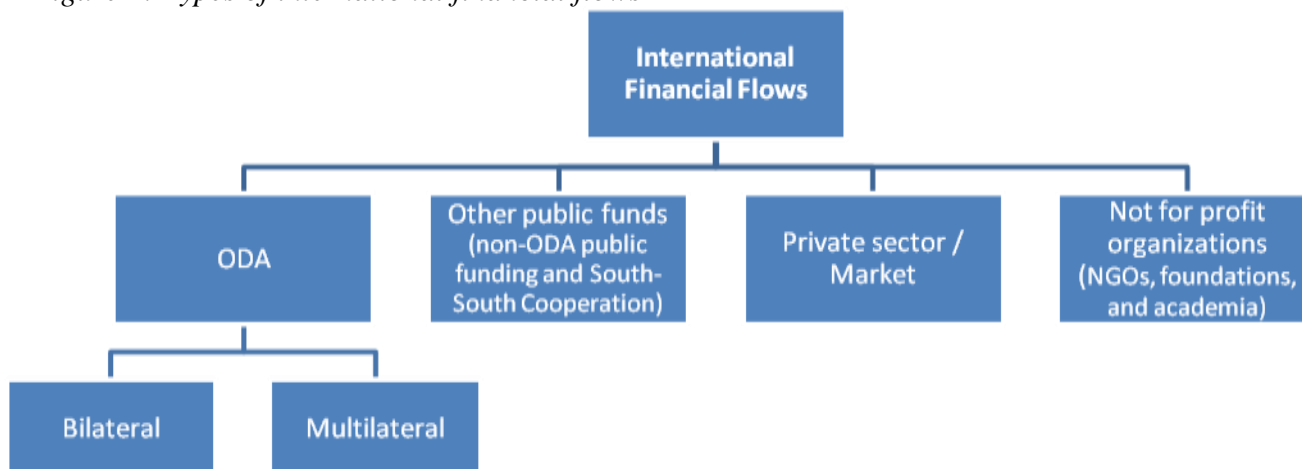 International
Financial Flows
ODA
Other public funds
(non-ODA public
funding and South-
South Cooperation)
Private sector /
Market
Not for profit
organizations
(NGOs, foundations,
and academia)
Bilateral
Multilateral